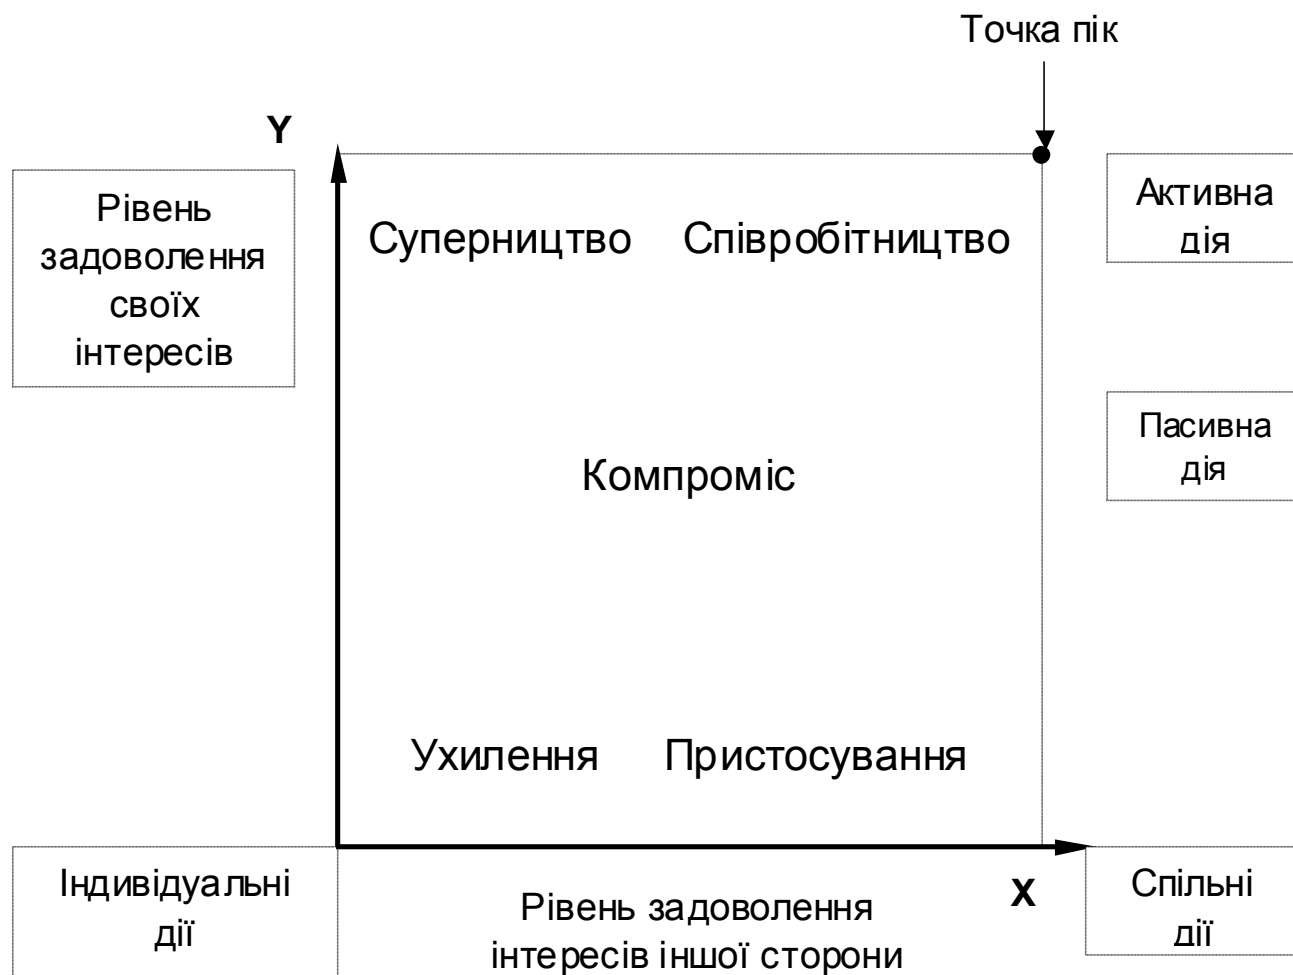 Точка пік
Y
Рівень
задоволення
своїх
інтересів
Суперництво Співробітництво
Активна
дія
Пасивна
дія
Компроміс
Ухилення Пристосування
Індивідуальні
дії
X
Спільні
дії
Рівень задоволення
інтересів іншої сторони